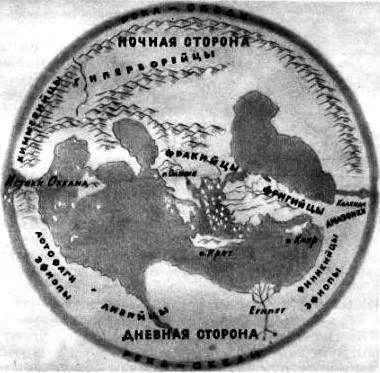 РЕКА - ОКЕАН
НОЧНАЯ СТОРОНА
ГИПЕРБОРЕЙЦЫ
КИММЕРИЙЦЫ
ФРАКИЙЦЫ
г. Олимп
ФРИГИЙЦЫ
Истоки Океана
Колхида
АМАЗОНКИ
о. Крит
о. Кипр
ЛОТОФАГИ
ЭФИОПЫ
ФИНИКИЙЦЫ
ЭФИОПЫ
ЛИВИЙЦЫ
Египет
ДНЕВНАЯ СТОРОНА
РЕКА - ОКЕАН